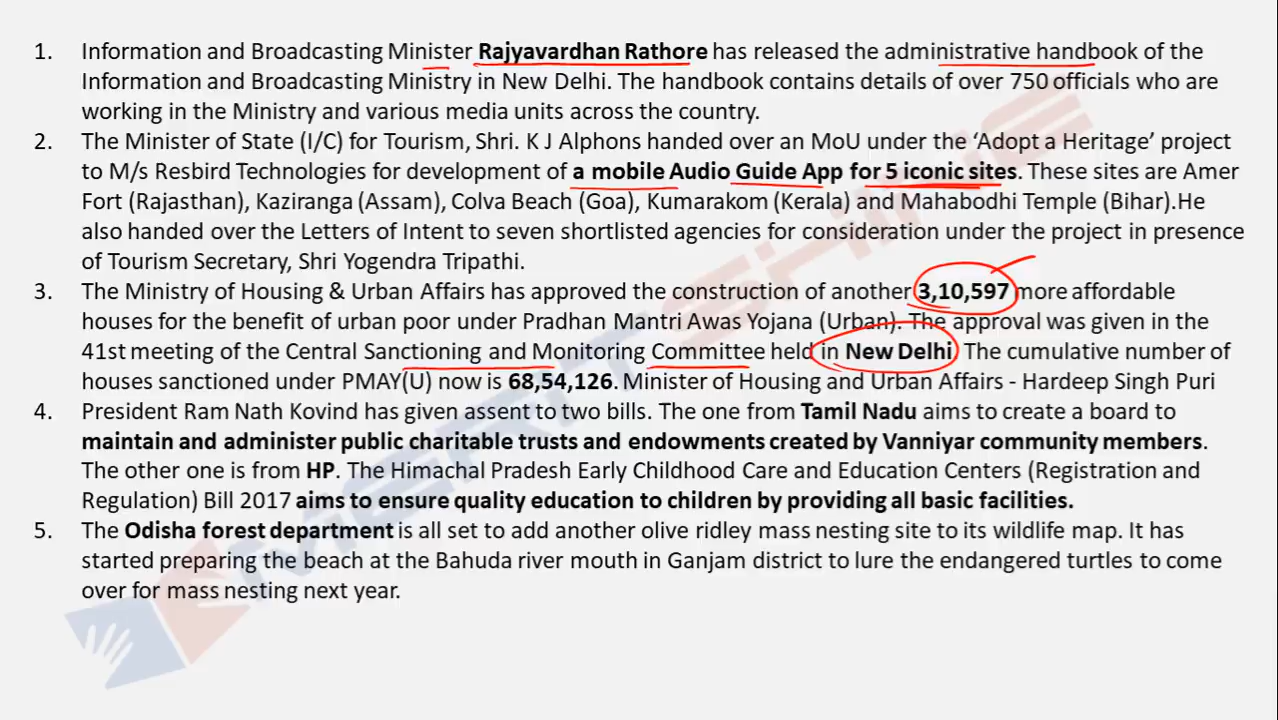 1. Information and Broadcasting Minister Rajyavardhan Rathore has released the administrative handbook of the
Information and Broadcasting Ministry in New Delhi. The handbook contains details of over 750 officials who are
working in the Ministry and various media units across the country.
2. The Minister of State (I/C) for Tourism, Shri. K J Alphons handed over an MoU under the ‘Adopt a Heritage’ project
to M/s Resbird Technologies for development of a mobile Audio Guide App for 5 iconic sites. These sites are Amer
Fort (Rajasthan), Kaziranga (Assam), Colva Beach (Goa), Kumarakom (Kerala) and Mahabodhi Temple (Bihar).He
also handed over the Letters of Intent to seven shortlisted agencies for consideration under the project in presence
of Tourism Secretary, Shri Yogendra Tripathi.
3. The Ministry of Housing & Urban Affairs has approved the construction of another 3,10,597 more affordable
houses for the benefit of urban poor under Pradhan Mantri Awas Yojana (Urban). The approval was given in the
41st meeting of the Central Sanctioning and Monitoring Committee held in New Delhi. The cumulative number of
houses sanctioned under PMAY(U) now is 68,54,126. Minister of Housing and Urban Affairs - Hardeep Singh Puri
4. President Ram Nath Kovind has given assent to two bills. The one from Tamil Nadu aims to create a board to
maintain and administer public charitable trusts and endowments created by Vanniyar community members.
The other one is from HP. The Himachal Pradesh Early Childhood Care and Education Centers (Registration and
Regulation) Bill 2017 aims to ensure quality education to children by providing all basic facilities.
5. The Odisha forest department is all set to add another olive ridley mass nesting site to its wildlife map. It has
started preparing the beach at the Bahuda river mouth in Ganjam district to lure the endangered turtles to come
over for mass nesting next year.
MERITSHINE